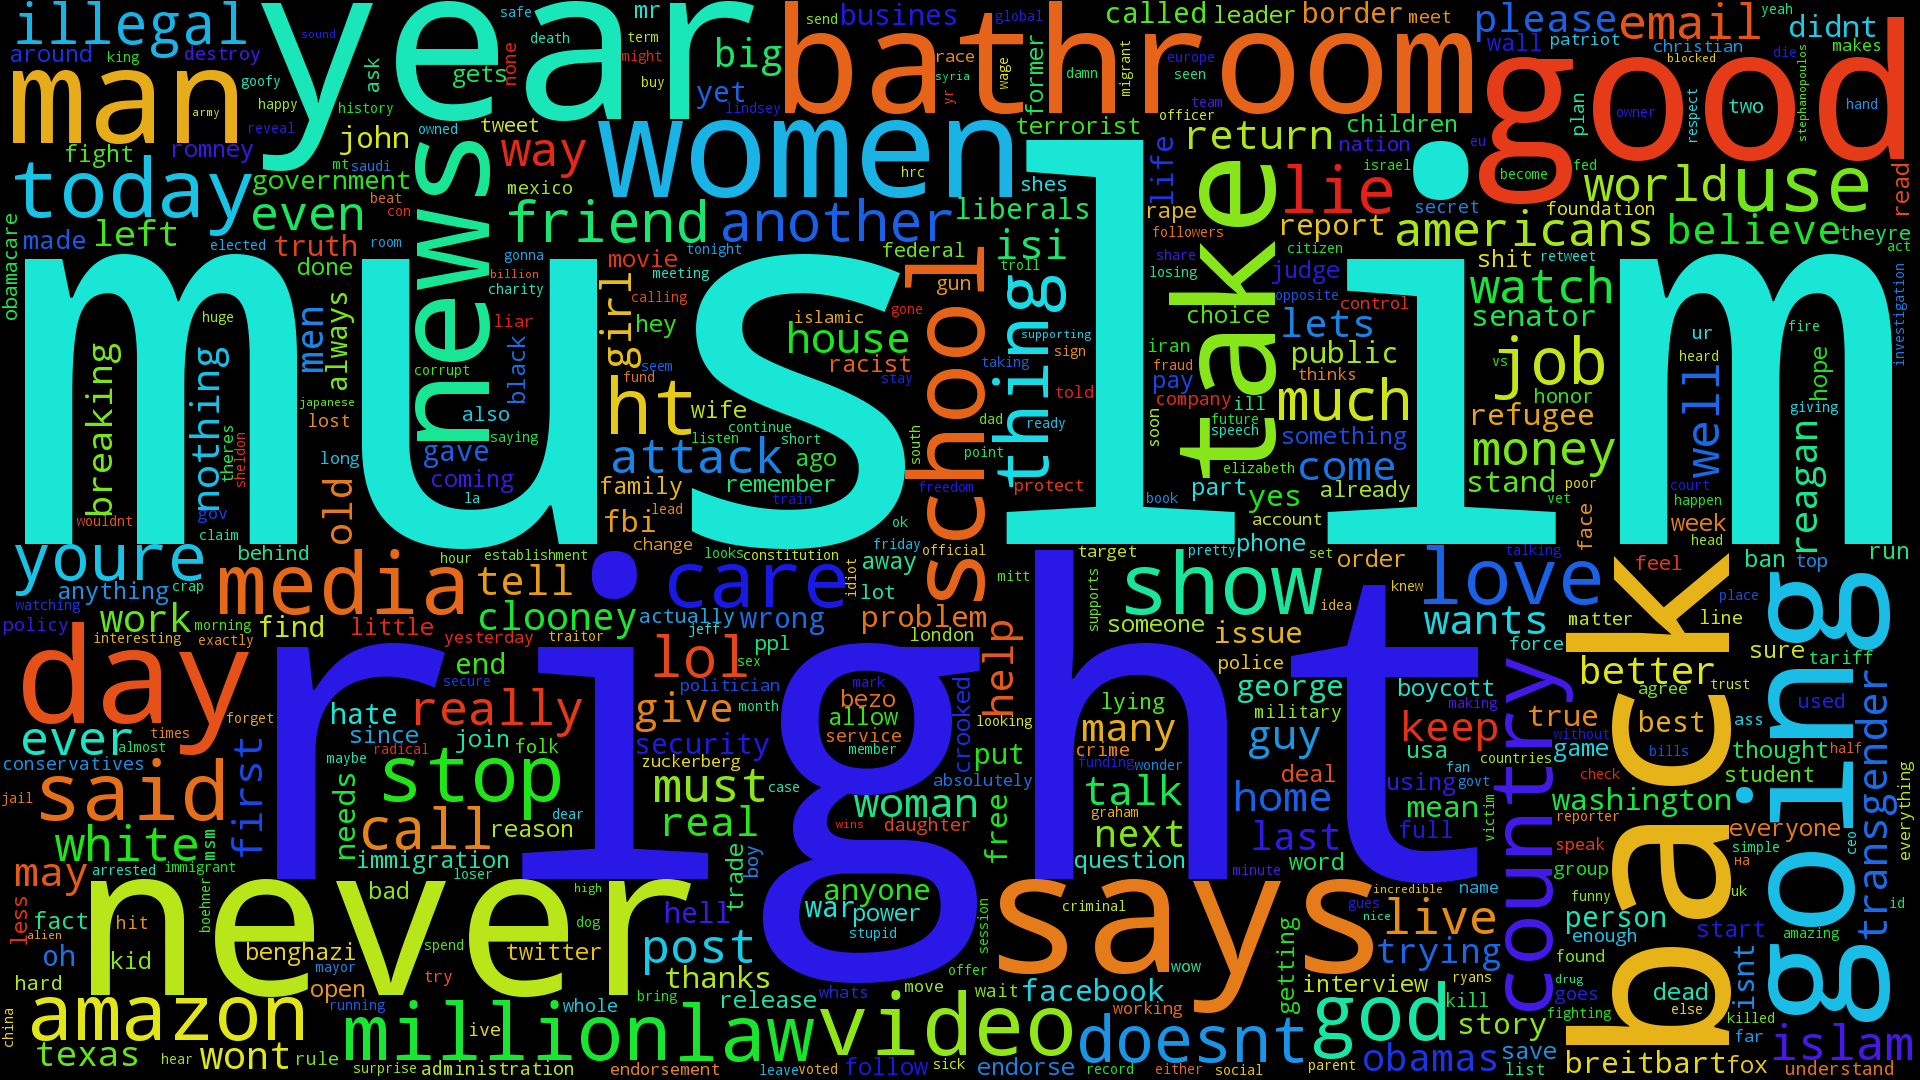 illegal
year
bathroom
good
man
muslim
right
women
news
take
school
back
going
country
never
says
today
called
leader
border
meet
please
email
yeah
didnt
around
king
destroy
goofy
happy
army
reveal
fight
romney
history
ask
gets
none
safe
death
term
might
buy
mr
big
send
busines
yet
lindsey
race
syria
yr
wage
former
damn
migrant
europe
seen
team
officer
global
wall
patriot
christian
blocked
die
makes
stephanopoulos
plan
respect
two
owner
hand
sound
john
owned
tweet
way
mt
saudi
government
beat
con
even
mexico
friend
another
hrc
shes
liberals
terrorist
return
children
nation
life
israel
eu
fed
become
lie
world
use
read
secret
foundation
rape
followers
report
americans
believe
theyre
act
obamacare
made
left
elected
truth
room
done
gonna
billion
charity
movie
meeting
tonight
federal
isi
troll
gun
thing
share
losing
citizen
judge
opposite
control
shit
retweet
watch
senator
investigation
huge
men
always
liar
girl
calling
hey
islamic
house
gone
supporting
sign
choice
lets
public
job
vs
ur
heard
fire
hope
breaking
nothing
corrupt
black
seem
fund
racist
stay
taking
iran
fraud
pay
thinks
japanese
lost
also
saying
ht
wife
continue
listen
short
dad
told
ready
company
ill
future
speech
much
honor
refugee
well
giving
theres
sheldon
long
gave
coming
attack
ago
remember
south
point
soon
elizabeth
something
come
money
reagan
wouldnt
gov
claim
old
la
family
train
lead
fbi
freedom
protect
book
part
yes
already
stand
vet
poor
court
happen
ok
change
account
face
week
head
youre
behind
hour
establishment
looks
constitution
friday
official
target
pretty
phone
set
order
talking
love
feel
ban
top
run
anything
crap
media
tell
care
idiot
away
lot
mitt
show
knew
place
watching
policy
work
morning
find
little
clooney
actually
wrong
problem
supports
someone
idea
issue
wants
matter
line
interesting
exactly
yesterday
traitor
jeff
ppl
london
help
police
force
sure
tariff
day
end
secure
lol
sex
politician
mark
bezo
lying
george
boycott
better
agree
trust
forget
times
hate
really
give
month
allow
service
member
crooked
looking
many
military
making
keep
true
best
ass
used
ever
almost
since
radical
join
folk
security
put
crime
guy
without
game
bills
thought
half
transgender
conservatives
maybe
zuckerberg
absolutely
funding
wonder
deal
usa
fan
govt
countries
check
student
jail
said
first
needs
stop
dear
must
case
woman
talk
graham
home
using
mean
victim
washington
reporter
everyone
everything
white
msm
call
reason
real
wins
daughter
free
next
last
full
speak
simple
ceo
may
arrested
immigrant
immigration
loser
trade
boy
question
minute
word
group
на
less
boehner
bad
high
anyone
incredible
name
funny
uk
id
fact
hit
alien
dog
hell
war
power
stupid
session
criminal
gues
nice
live
person
start
amazing
oh
kid
benghazi
mayor
spend
twitter
post
trying
enough
isnt
hard
try
open
thanks
offer
wow
getting
interview
ryans
found
drug
goes
dead
else
china
amazon
running
whole
bring
release
whats
move
wait
facebook
working
god
kill
story
fighting
killed
far
million
ive
law
video
doesnt
obamas
save
islam
texas
hear
wont
rule
surprise
administration
endorsement
leave
voted
follow
sick
endorse
record
either
social
parent
list
breitbart
fox
understand